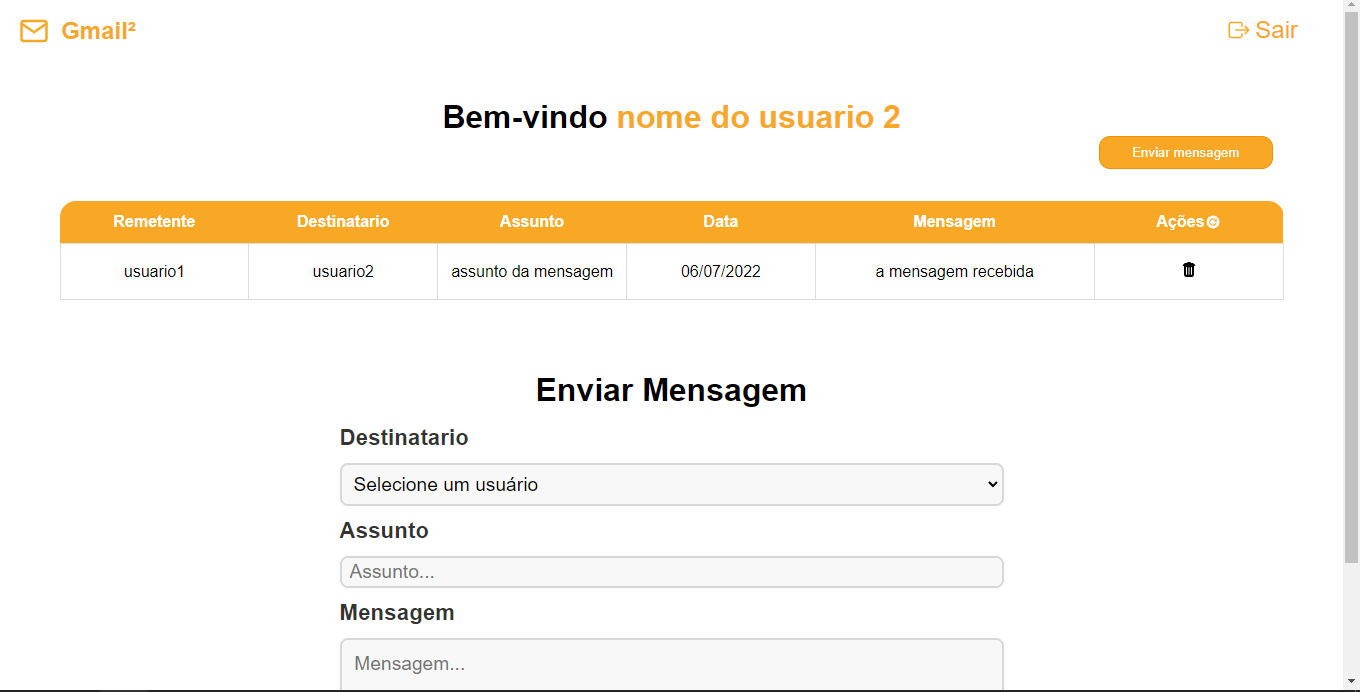 Gmail²
Sair
Bem-vindo nome do usuario 2
Enviar mensagem
Remetente Destinatario Assunto Data Mensagem Ações
usuario1 usuario2 assunto da mensagem 06/07/2022 a mensagem recebida
Enviar Mensagem
Destinatario
Selecione um usuário
Assunto
Assunto...
Mensagem
Mensagem...